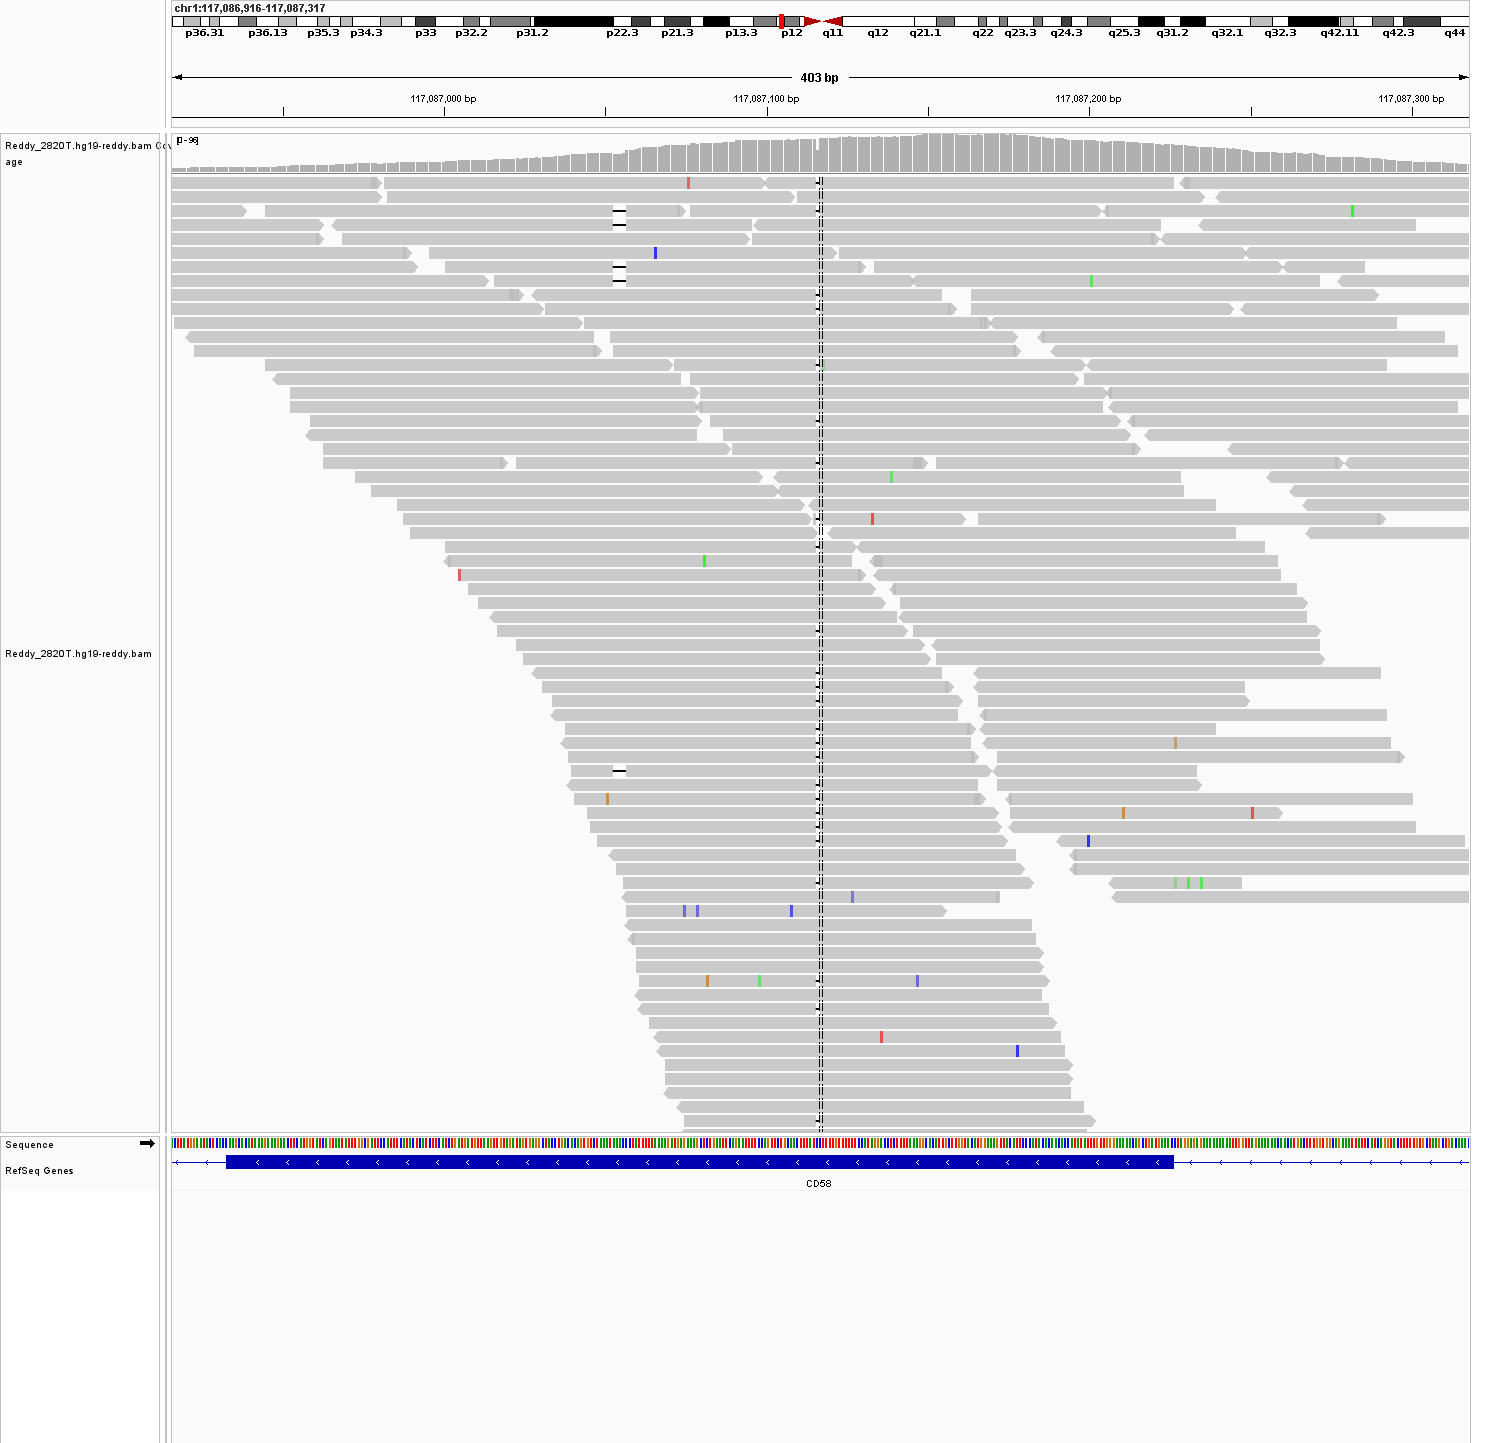 chr1:117,086,916-117,087,317
p36.31 p36.13 p35.3 p34.3 p33 p32.2 p31.2 p22.3 p21.3 p13.3 p12 q11 q12 q21.1 q22 q23.3 q24.3 q25.3 q31.2 q32.1 q32.3 q42.11 q42.3 q44
403 bp
117,087,000 bp 117,087,100 bp 117,087,200 bp 117,087,300 bp
Reddy_2820T.hg19-reddy.bam Cov
age
[0-96]
Reddy_2820T.hg19-reddy.bam
Sequence
RefSeq Genes
CD58